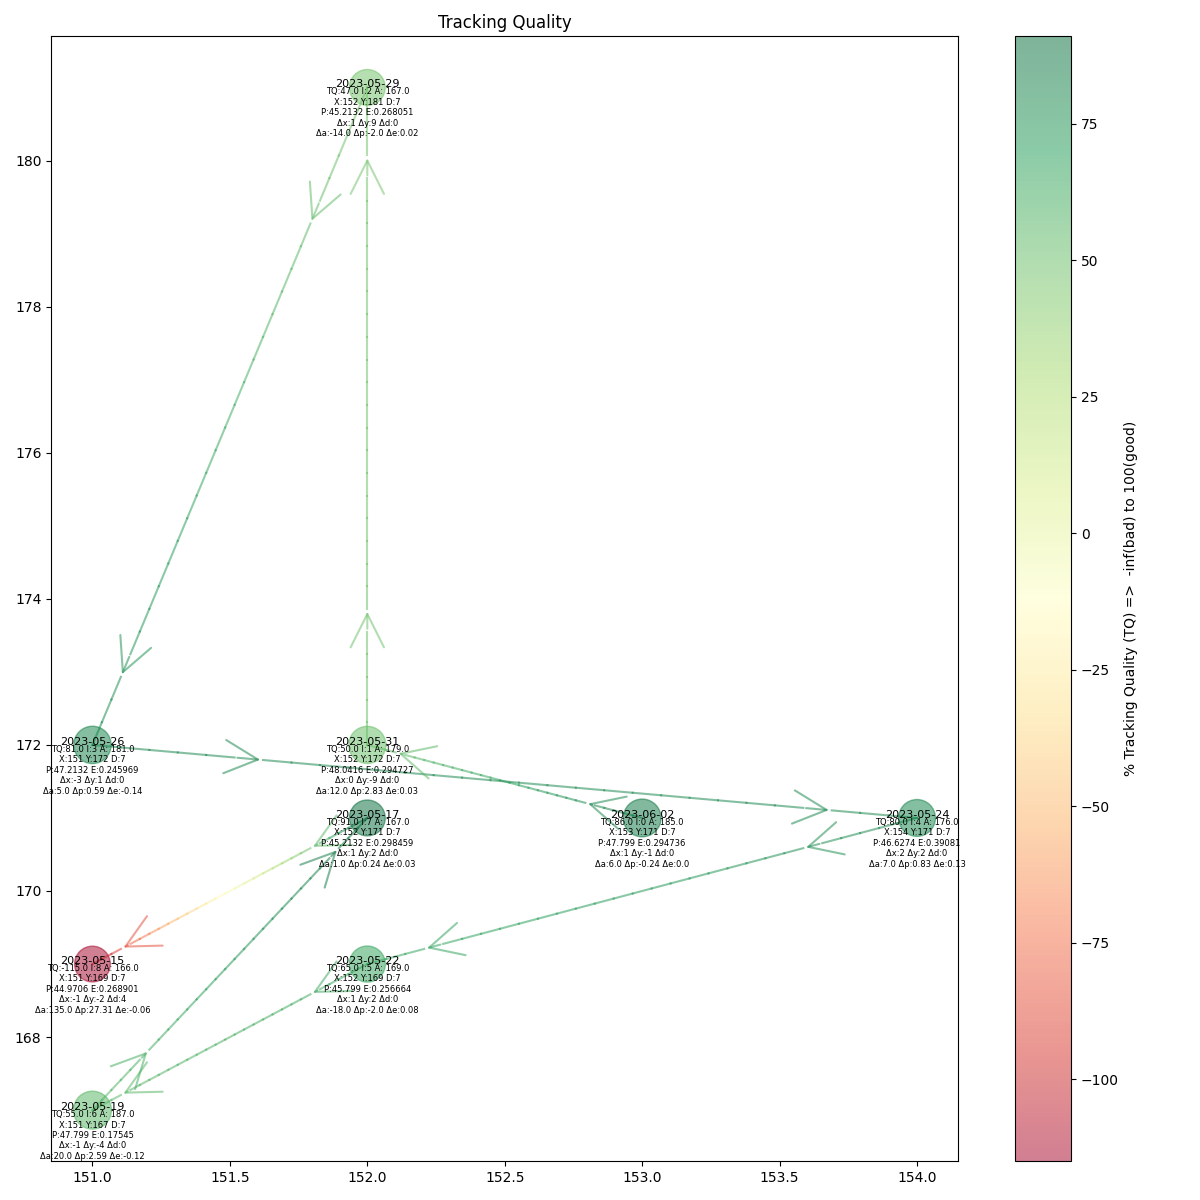 Tracking Quality
2023-05-29
TQ:47.0 I:2 A: 167.0
X:152 Y:181 D:7
P:45.2132 E:0.268051
Δx:1 Δy:9 Δd:0
Δa:-14.0 Δp:-2.0 Δe:0.02
2023-05-26
TQ:81.0 I:3 A: 181.0
X:151 Y:172 D:7
P:47.2132 E:0.245969
Δx:-3 Δy:1 Δd:0
Δa:5.0 Δp:0.59 Δe:-0.14
2023-05-31
TQ:50.0 I:1 A: 179.0
X:152 Y:172 D:7
P:48.0416 E:0.294727
Δx:0 Δy:-9 Δd:0
Δa:12.0 Δp:2.83 Δe:0.03
2023-05-17
TQ:91.0 I:7 A: 167.0
X:152 Y:171 D:7
P:45.2132 E:0.298459
Δx:1 Δy:2 Δd:0
Δa:1.0 Δp:0.24 Δe:0.03
2023-06-02
TQ:86.0 I:0 A: 185.0
X:153 Y:171 D:7
P:47.799 E:0.294736
Δx:1 Δy:-1 Δd:0
Δa:6.0 Δp:-0.24 Δe:0.0
2023-05-24
TQ:80.0 I:4 A: 176.0
X:154 Y:171 D:7
P:46.6274 E:0.39081
Δx:2 Δy:2 Δd:0
Δa:7.0 Δp:0.83 Δe:0.13
2023-05-15
TQ:-115.0 I:8 A: 166.0
X:151 Y:169 D:7
P:44.9706 E:0.268901
Δx:-1 Δy:-2 Δd:4
Δa:135.0 Δp:27.31 Δe:-0.06
2023-05-22
TQ:65.0 I:5 A: 169.0
X:152 Y:169 D:7
P:45.799 E:0.256664
Δx:1 Δy:2 Δd:0
Δa:-18.0 Δp:-2.0 Δe:0.08
2023-05-19
TQ:55.0 I:6 A: 187.0
X:151 Y:167 D:7
P:47.799 E:0.17545
Δx:-1 Δy:-4 Δd:0
Δa:20.0 Δp:2.59 Δe:-0.12
180
178
176
174
172
170
168
151.0
151.5
152.0
152.5
153.0
153.5
154.0
75
50
25
0
−25
−50
−75
−100
% Tracking Quality (TQ) => -inf(bad) to 100(good)